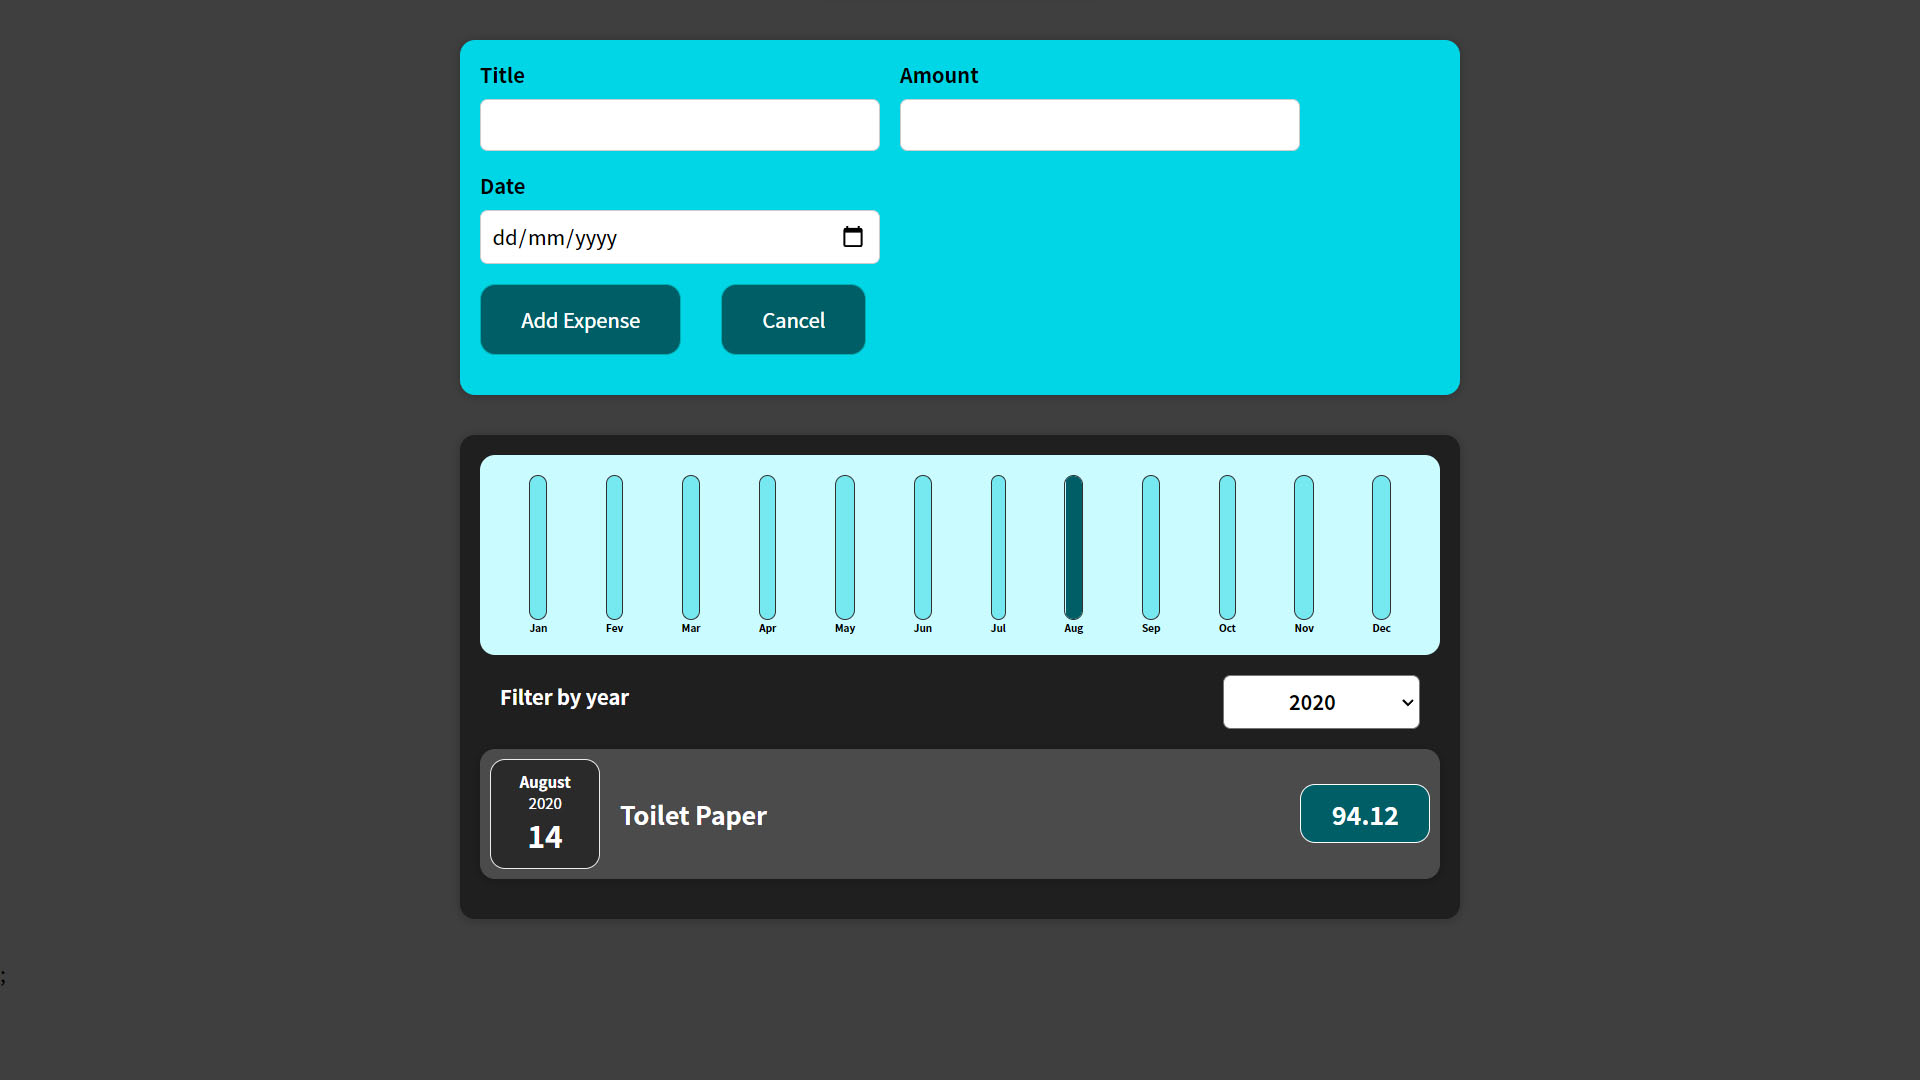 Title Amount
Date
dd/mm/yyyy
Add Expense Cancel
Jan Fev Mar Apr May Jun Jul Aug Sep Oct Nov Dec
Filter by year 2020
August
2020
14
Toilet Paper
94.12
;